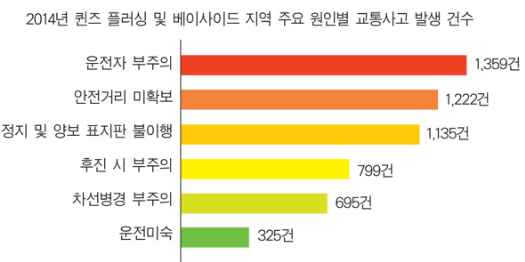 2014년 퀸즈 플러싱 및 베이사이드 지역 주요 원인별 교통사고 발생 건수
운전자 부주의 1,359건
안전거리 미확보 1,222건
정지 및 양보 표지판 불이행 1,135건
후진 시 부주의 799건
차선병경 부주의 695건
운전미숙 325건